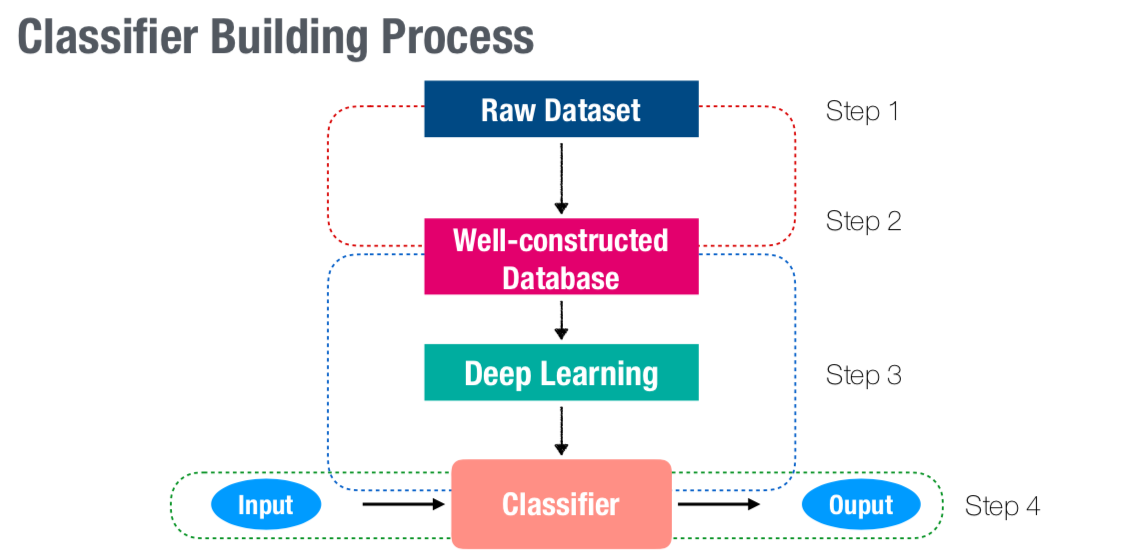 Classifier Building Process
Raw Dataset
Step 1
Step 2
Well-constructed
Database
Deep Learning
Step 3
Input
Classifier
Ouput
Step 4